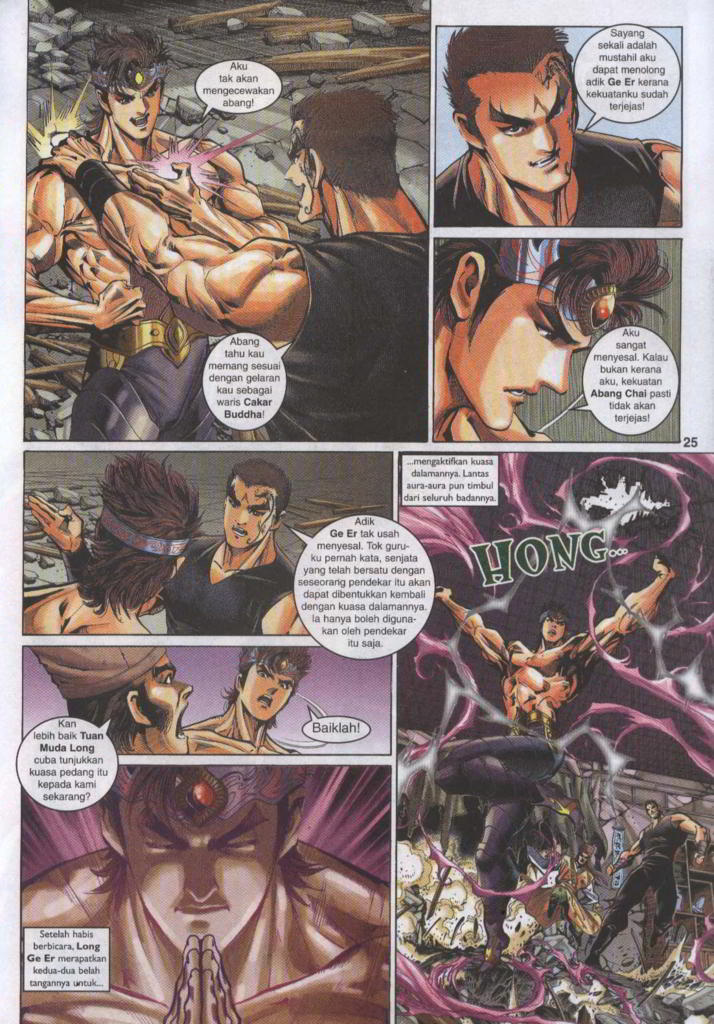 Aku
tak akan
mengecewakan
abang!
Abang
tahu kau
memang sesuai
dengan gelaran
kau sebagai
waris Cakar
Buddha!
Sayang
sekali adalah
mustahil aku
dapat menolong
adik Ge Er kerana
kekuatanku sudah
terjejas!
Aku
sangat
menyesal. Kalau
bukan kerana
aku, kekuatan
Abang Chai pasti
tidak akan
terjejas!
25
Adik
Ge Er tak usah
menyesal. Tok guru-
ku pernah kata, senjata
yang telah bersatu dengan
seseorang pendekar itu akan
dapat dibentukkan kembali
dengan kuasa dalamannya.
Ia hanya boleh diguna-
kan oleh pendekar
itu saja.
Kan
lebih baik Tuan
Muda Long
cuba tunjukkan
kuasa pedang itu
kepada kami
sekarang?
Baiklah!
Setelah habis
berbicara, Long
Ge Er merapatkan
kedua-dua belah
tangannya untuk...
...mengaktifkan kuasa
dalamannya. Lantas
aura-aura pun timbul
dari seluruh badannya.
HONG...